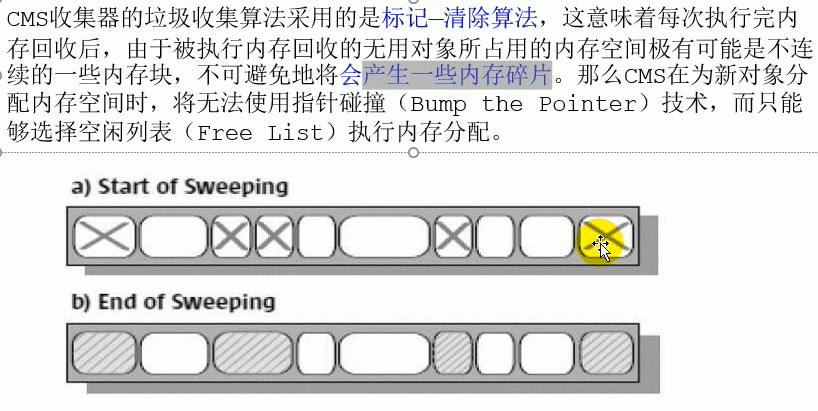 CMS收集器的垃圾收集算法采用的是标记—清除算法，这意味着每次执行完内
存回收后，由于被执行内存回收的无用对象所占用的内存空间极有可能是不连
续的一些内存块，不可避免地将会产生一些内存碎片。那么CMS在为新对象分
配内存空间时，将无法使用指针碰撞（Bump the Pointer）技术，而只能
够选择空闲列表（Free List）执行内存分配。
a) Start of Sweeping
b) End of Sweeping